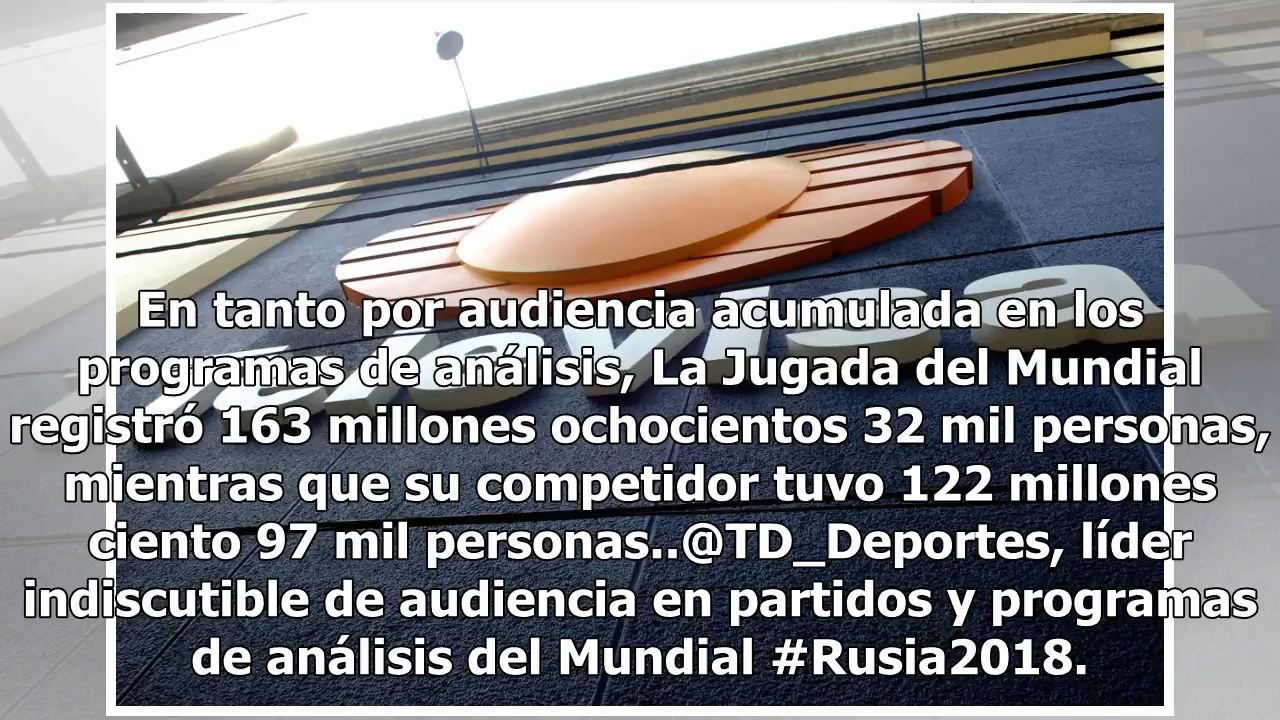 televisa
En tanto por audiencia acumulada en los
programas de análisis, La Jugada del Mundial
registró 163 millones ochocientos 32 mil personas,
mientras que su competidor tuvo 122 millones
ciento 97 mil personas..@TD_Deportes, líder
indiscutible de audiencia en partidos y programas
de análisis del Mundial #Rusia2018.